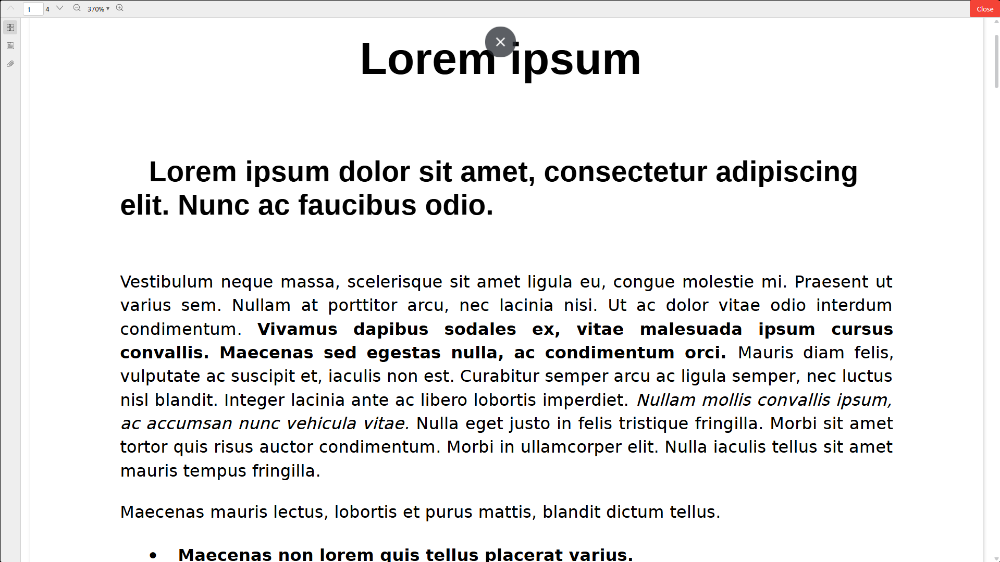 1 4 370% Close
Lorem ipsum
Lorem ipsum dolor sit amet, consectetur adipiscing
elit. Nunc ac faucibus odio.
Vestibulum neque massa, scelerisque sit amet ligula eu, congue molestie mi. Praesent ut
varius sem. Nullam at porttitor arcu, nec lacinia nisi. Ut ac dolor vitae odio interdum
condimentum. Vivamus dapibus sodales ex, vitae malesuada ipsum cursus
convallis. Maecenas sed egestas nulla, ac condimentum orci. Mauris diam felis,
vulputate ac suscipit et, iaculis non est. Curabitur semper arcu ac ligula semper, nec luctus
nisl blandit. Integer lacinia ante ac libero lobortis imperdiet. Nullam mollis convallis ipsum,
ac accumsan nunc vehicula vitae. Nulla eget justo in felis tristique fringilla. Morbi sit amet
tortor quis risus auctor condimentum. Morbi in ullamcorper elit. Nulla iaculis tellus sit amet
mauris tempus fringilla.
Maecenas mauris lectus, lobortis et purus mattis, blandit dictum tellus.
• Maecenas non lorem quis tellus placerat varius.